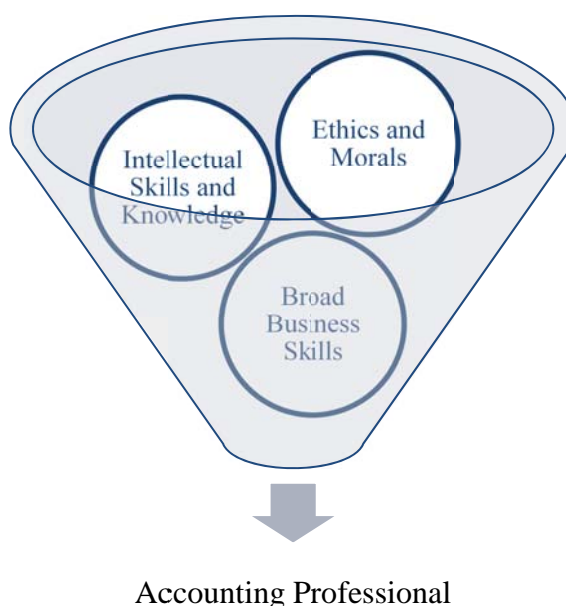 Intellectual
Skills and
Knowledge
Ethics and
Morals
Broad
Business
Skills
Accounting Professional